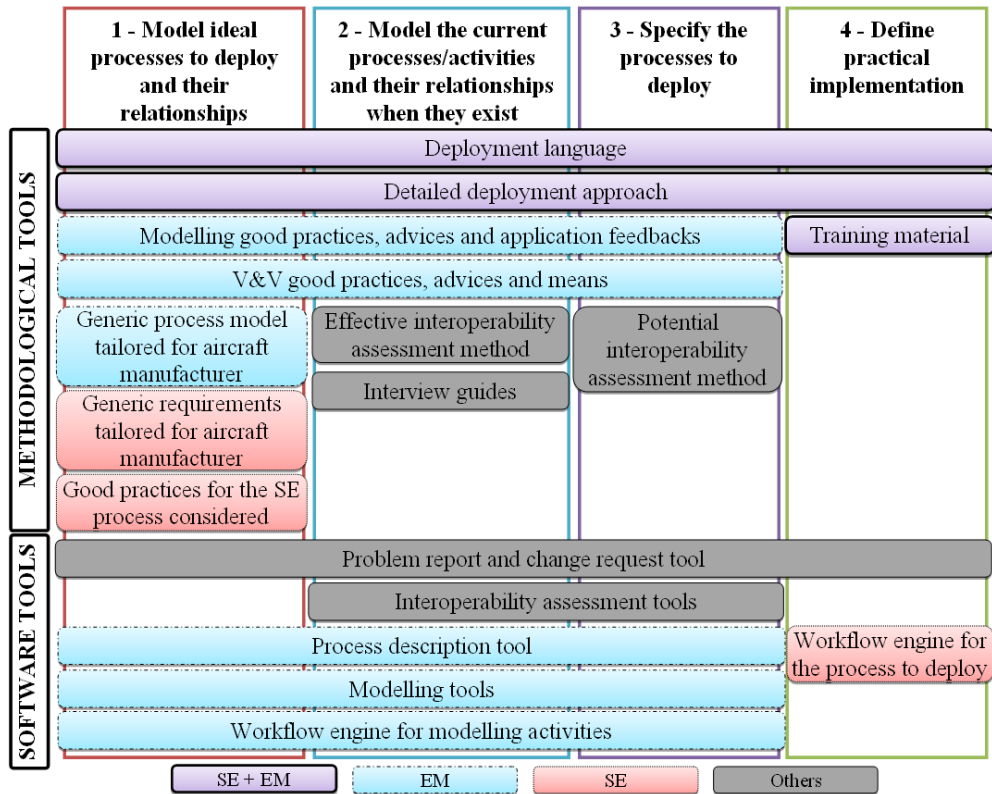 1 - Model ideal
processes to deploy
and their
relationships
2 - Model the current
processes/activities
and their relationships
when they exist
3 - Specify the
processes to
deploy
4 - Define
practical
implementation
METHODOLOGICAL TOOLS
Deployment language
Detailed deployment approach
Modelling good practices, advices and application feedbacks
Training material
V&V good practices, advices and means
Generic process model
tailored for aircraft
manufacturer
Effective interoperability
assessment method
Potential
interoperability
assessment method
Interview guides
Generic requirements
tailored for aircraft
manufacturer
Good practices for the SE
process considered
SOFTWARE TOOLS
Problem report and change request tool
Interoperability assessment tools
Process description tool
Workflow engine for
the process to deploy
Modelling tools
Workflow engine for modelling activities
SE + EM
EM
SE
Others